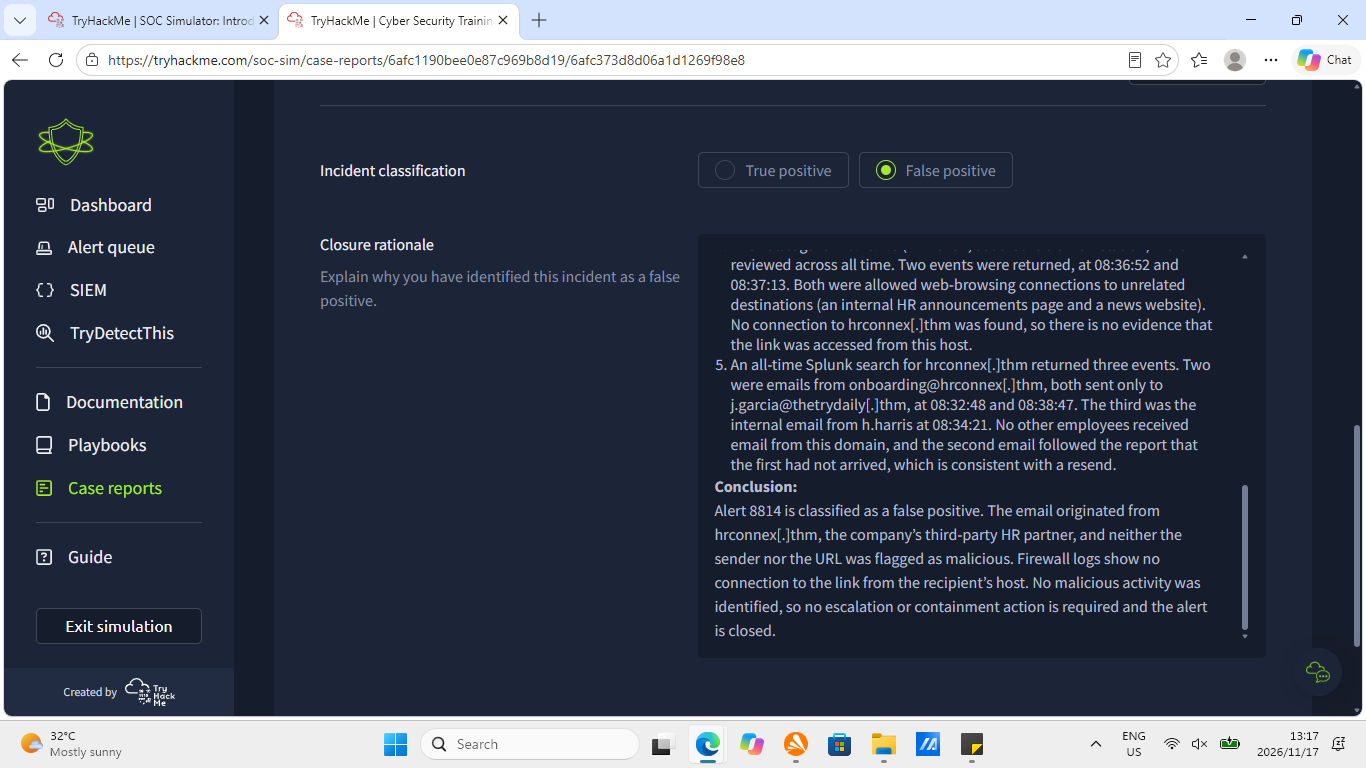 TryHackMe | SOC Simulator: Introd
TryHackMe | Cyber Security Trainin
https://tryhackme.com/soc-sim/case-reports/6afc1190bee0e87c969b8d19/6afc373d8d06a1d1269f98e8
Chat
Dashboard
Alert queue
SIEM
TryDetectThis
Documentation
Playbooks
Case reports
Guide
Exit simulation
Created by
Try
Hack
Me
Incident classification
True positive
False positive
Closure rationale
Explain why you have identified this incident as a false
positive.
reviewed across all time. Two events were returned, at 08:36:52 and
08:37:13. Both were allowed web-browsing connections to unrelated
destinations (an internal HR announcements page and a news website).
No connection to hrconnex[.]thm was found, so there is no evidence that
the link was accessed from this host.
5. An all-time Splunk search for hrconnex[.]thm returned three events. Two
were emails from onboarding@hrconnex[.]thm, both sent only to
j.garcia@thetrydaily[.]thm, at 08:32:48 and 08:38:47. The third was the
internal email from h.harris at 08:34:21. No other employees received
email from this domain, and the second email followed the report that
the first had not arrived, which is consistent with a resend.
Conclusion:
Alert 8814 is classified as a false positive. The email originated from
hrconnex[.]thm, the company’s third-party HR partner, and neither the
sender nor the URL was flagged as malicious. Firewall logs show no
connection to the link from the recipient’s host. No malicious activity was
identified, so no escalation or containment action is required and the alert
is closed.
32°C
Mostly sunny
Search
ENG
US
13:17
2026/11/17